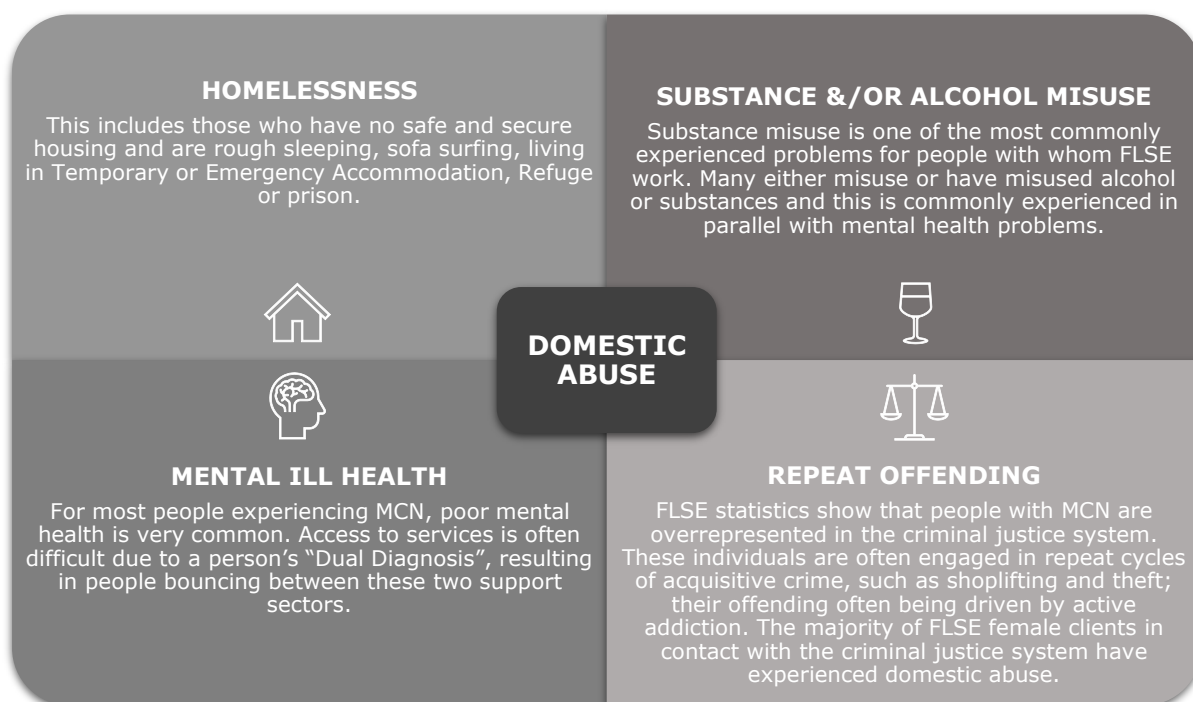 HOMELESSNESS
This includes those who have no safe and secure
housing and are rough sleeping, sofa surfing, living
in Temporary or Emergency Accommodation, Refuge
or prison.
SUBSTANCE &/OR ALCOHOL MISUSE
Substance misuse is one of the most commonly
experienced problems for people with whom FLSE
work. Many either misuse or have misused alcohol
or substances and this is commonly experienced in
parallel with mental health problems.
DOMESTIC
ABUSE
MENTAL ILL HEALTH
For most people experiencing MCN, poor mental
health is very common. Access to services is often
difficult due to a person’s “Dual Diagnosis”, resulting
in people bouncing between these two support
sectors.
REPEAT OFFENDING
FLSE statistics show that people with MCN are
overrepresented in the criminal justice system.
These individuals are often engaged in repeat cycles
of acquisitive crime, such as shoplifting and theft;
their offending often being driven by active
addiction. The majority of FLSE female clients in
contact with the criminal justice system have
experienced domestic abuse.